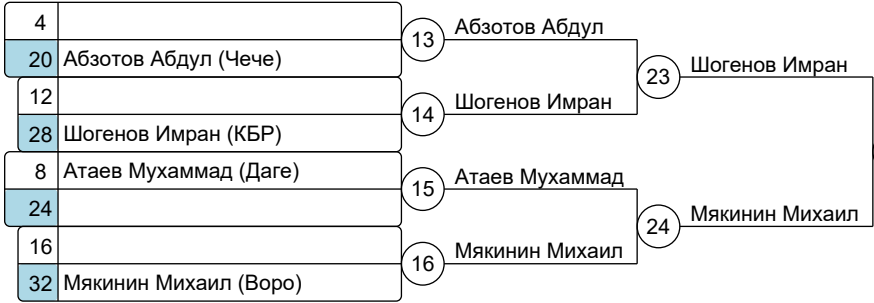 4
13 Абзотов Абдул
20 Абзотов Абдул (Чече)
23 Шогенов Имран
12
14 Шогенов Имран
28 Шогенов Имран (КБР)
8 Атаев Мухаммад (Даге)
15 Атаев Мухаммад
24
24 Мякинин Михаил
16
16 Мякинин Михаил
32 Мякинин Михаил (Воро)